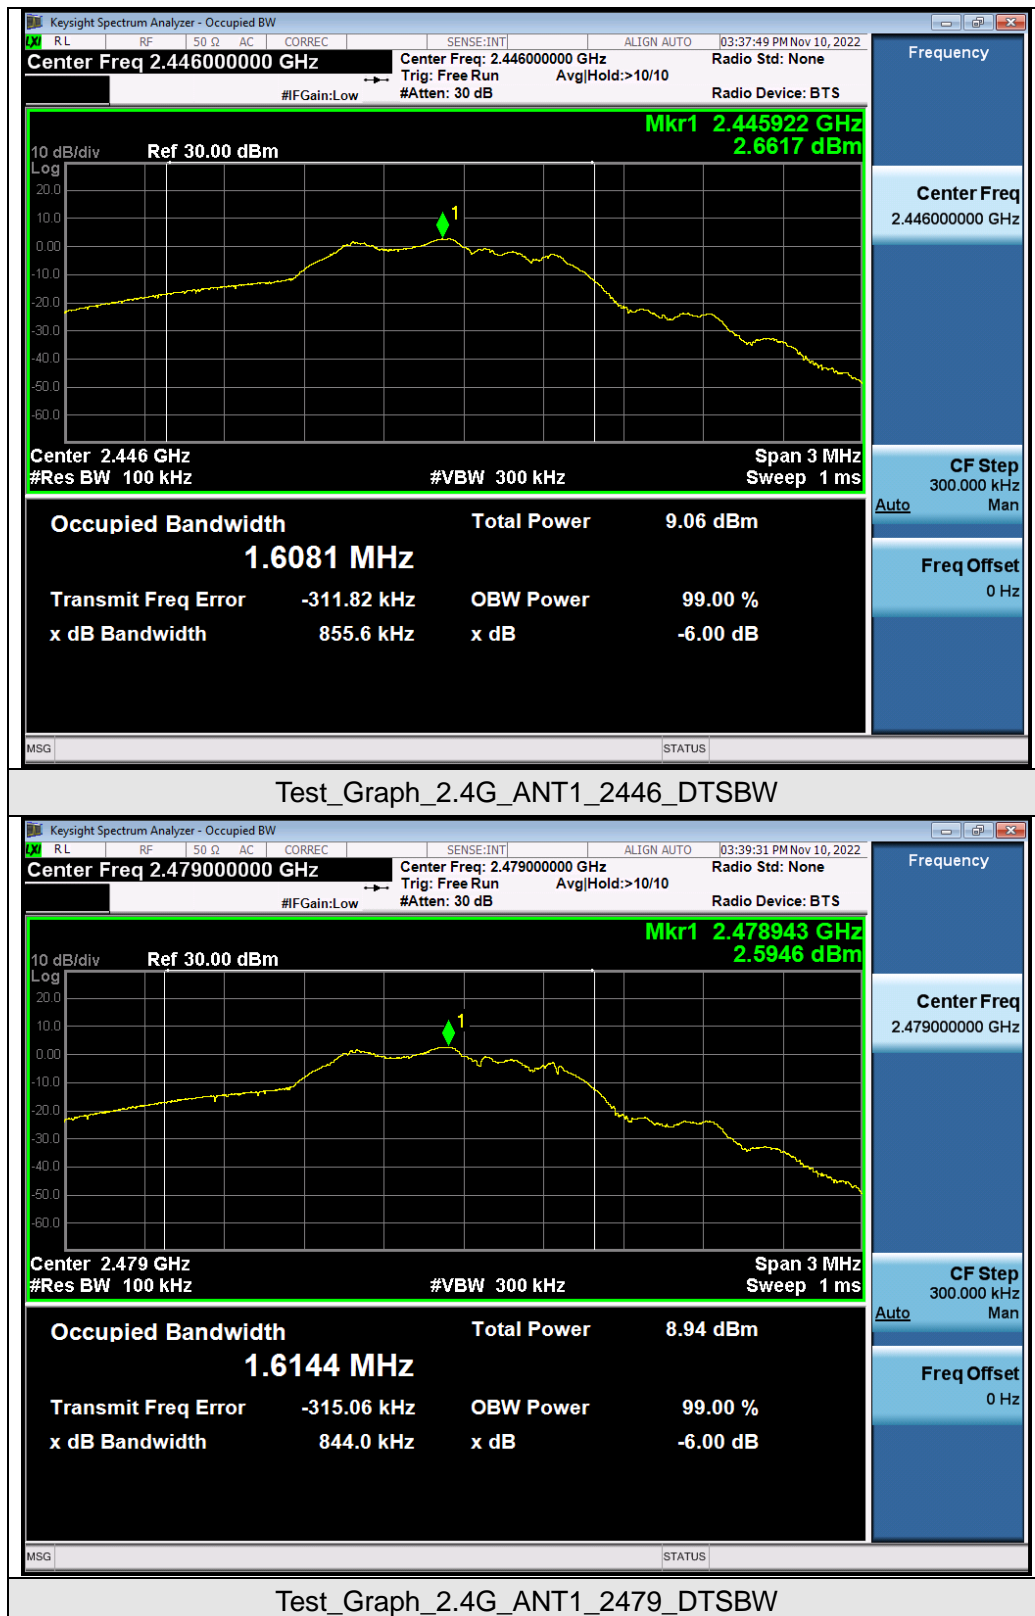 Keysight Spectrum Analyzer - Occupied BW
LXI RL RF 50 Ω AC CORREC SENSE:INT ALIGN AUTO 03:37:49 PM Nov 10, 2022
Center Freq 2.446000000 GHz
Center Freq: 2.446000000 GHz Radio Std: None
Trig: Free Run Avg|Hold:>10/10
#IFGain:Low #Atten: 30 dB Radio Device: BTS
Frequency
Mkr1 2.445922 GHz
2.6617 dBm
10 dB/div Ref 30.00 dBm
Log
20.0
10.0
0.00
-10.0
-20.0
-30.0
-40.0
-50.0
-60.0
1
Center 2.446 GHz Span 3 MHz
#Res BW 100 kHz #VBW 300 kHz Sweep 1 ms
Center Freq
2.446000000 GHz
CF Step
300.000 kHz
Auto Man
Freq Offset
0 Hz
Occupied Bandwidth Total Power 9.06 dBm
1.6081 MHz
Transmit Freq Error -311.82 kHz OBW Power 99.00 %
x dB Bandwidth 855.6 kHz x dB -6.00 dB
MSG STATUS
Test_Graph_2.4G_ANT1_2446_DTSBW
Keysight Spectrum Analyzer - Occupied BW
LXI RL RF 50 Ω AC CORREC SENSE:INT ALIGN AUTO 03:39:31 PM Nov 10, 2022
Center Freq 2.479000000 GHz
Center Freq: 2.479000000 GHz Radio Std: None
Trig: Free Run Avg|Hold:>10/10
#IFGain:Low #Atten: 30 dB Radio Device: BTS
Frequency
Mkr1 2.478943 GHz
2.5946 dBm
10 dB/div Ref 30.00 dBm
Log
20.0
10.0
0.00
-10.0
-20.0
-30.0
-40.0
-50.0
-60.0
1
Center 2.479 GHz Span 3 MHz
#Res BW 100 kHz #VBW 300 kHz Sweep 1 ms
Center Freq
2.479000000 GHz
CF Step
300.000 kHz
Auto Man
Freq Offset
0 Hz
Occupied Bandwidth Total Power 8.94 dBm
1.6144 MHz
Transmit Freq Error -315.06 kHz OBW Power 99.00 %
x dB Bandwidth 844.0 kHz x dB -6.00 dB
MSG STATUS
Test_Graph_2.4G_ANT1_2479_DTSBW